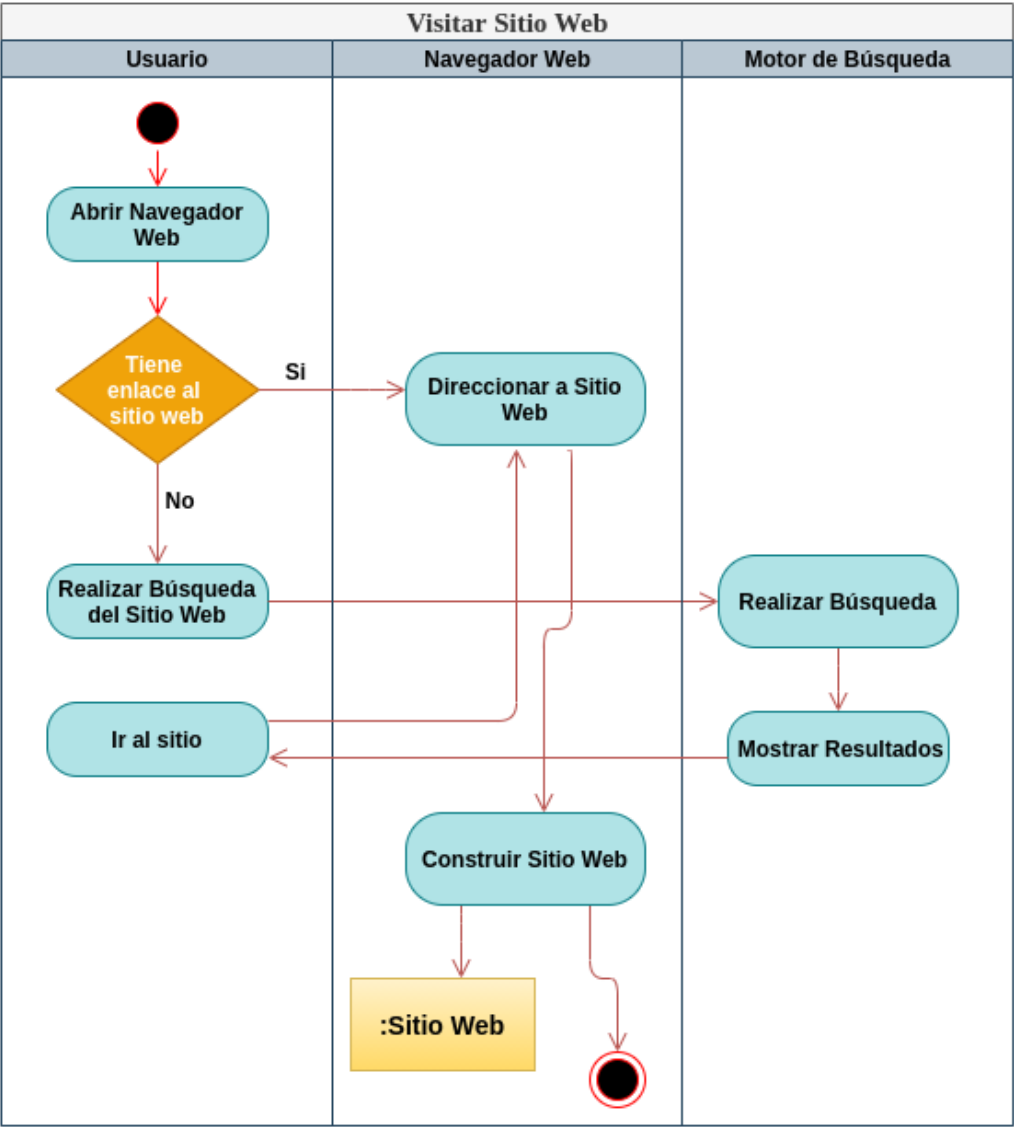 Visitar Sitio Web
Usuario
Navegador Web
Motor de Búsqueda
Abrir Navegador
Web
Tiene
enlace al
sitio web
Si
Direccionar a Sitio
Web
No
Realizar Búsqueda
del Sitio Web
Realizar Búsqueda
Ir al sitio
Mostrar Resultados
Construir Sitio Web
:Sitio Web